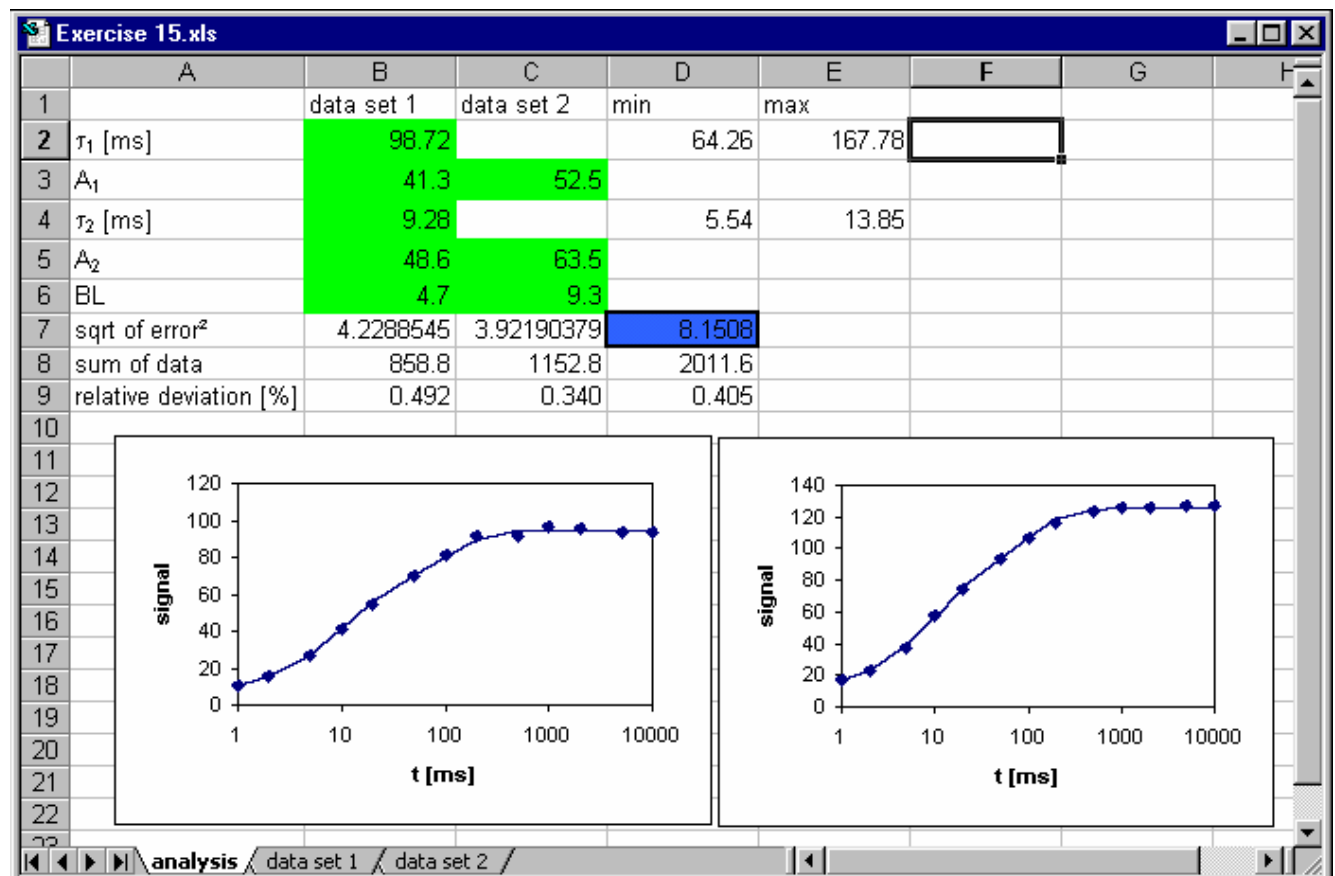 Exercise 15.xls
A B C D E F G H
1 data set 1 data set 2 min max
2 τ₁ [ms] 98.72 64.26 167.78
3 A₁ 41.3 52.5
4 τ₂ [ms] 9.28 5.54 13.85
5 A₂ 48.6 63.5
6 BL 4.7 9.3
7 sqrt of error² 4.2288545 3.92190379 8.1508
8 sum of data 858.8 1152.8 2011.6
9 relative deviation [%] 0.492 0.340 0.405
10
11
12
13
14
15
16
17
18
19
20
21
22
23
120
100
80
60
40
20
0
signal
1 10 100 1000 10000
t [ms]
140
120
100
80
60
40
20
0
signal
1 10 100 1000 10000
t [ms]
analysis data set 1 data set 2